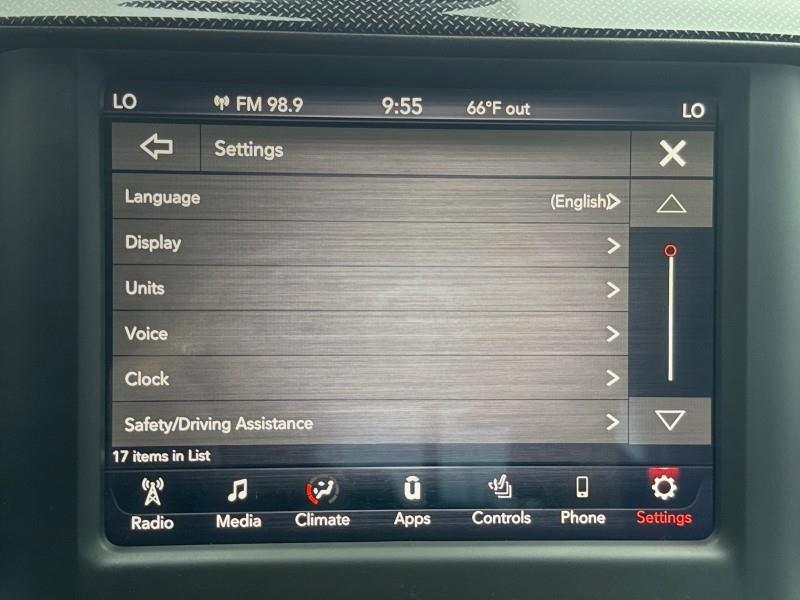 LO FM 98.9 9:55 66°F out LO
Settings
Language (English)
Display
Units
Voice
Clock
Safety/Driving Assistance
17 items in List
Radio Media Climate Apps Controls Phone Settings